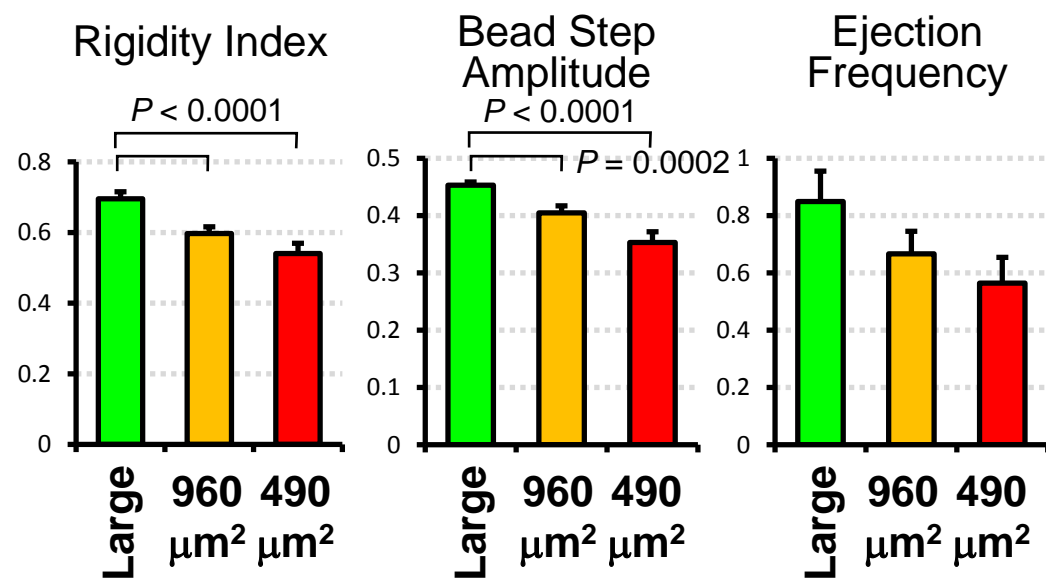 Rigidity Index
P < 0.0001
0.8
0.6
0.4
0.2
0
Large
960 μm²
490 μm²
Bead Step
Amplitude
P < 0.0001
P = 0.0002
0.5
0.4
0.3
0.2
0.1
0
Large
960 μm²
490 μm²
Ejection
Frequency
1
0.8
0.6
0.4
0.2
0
Large
960 μm²
490 μm²